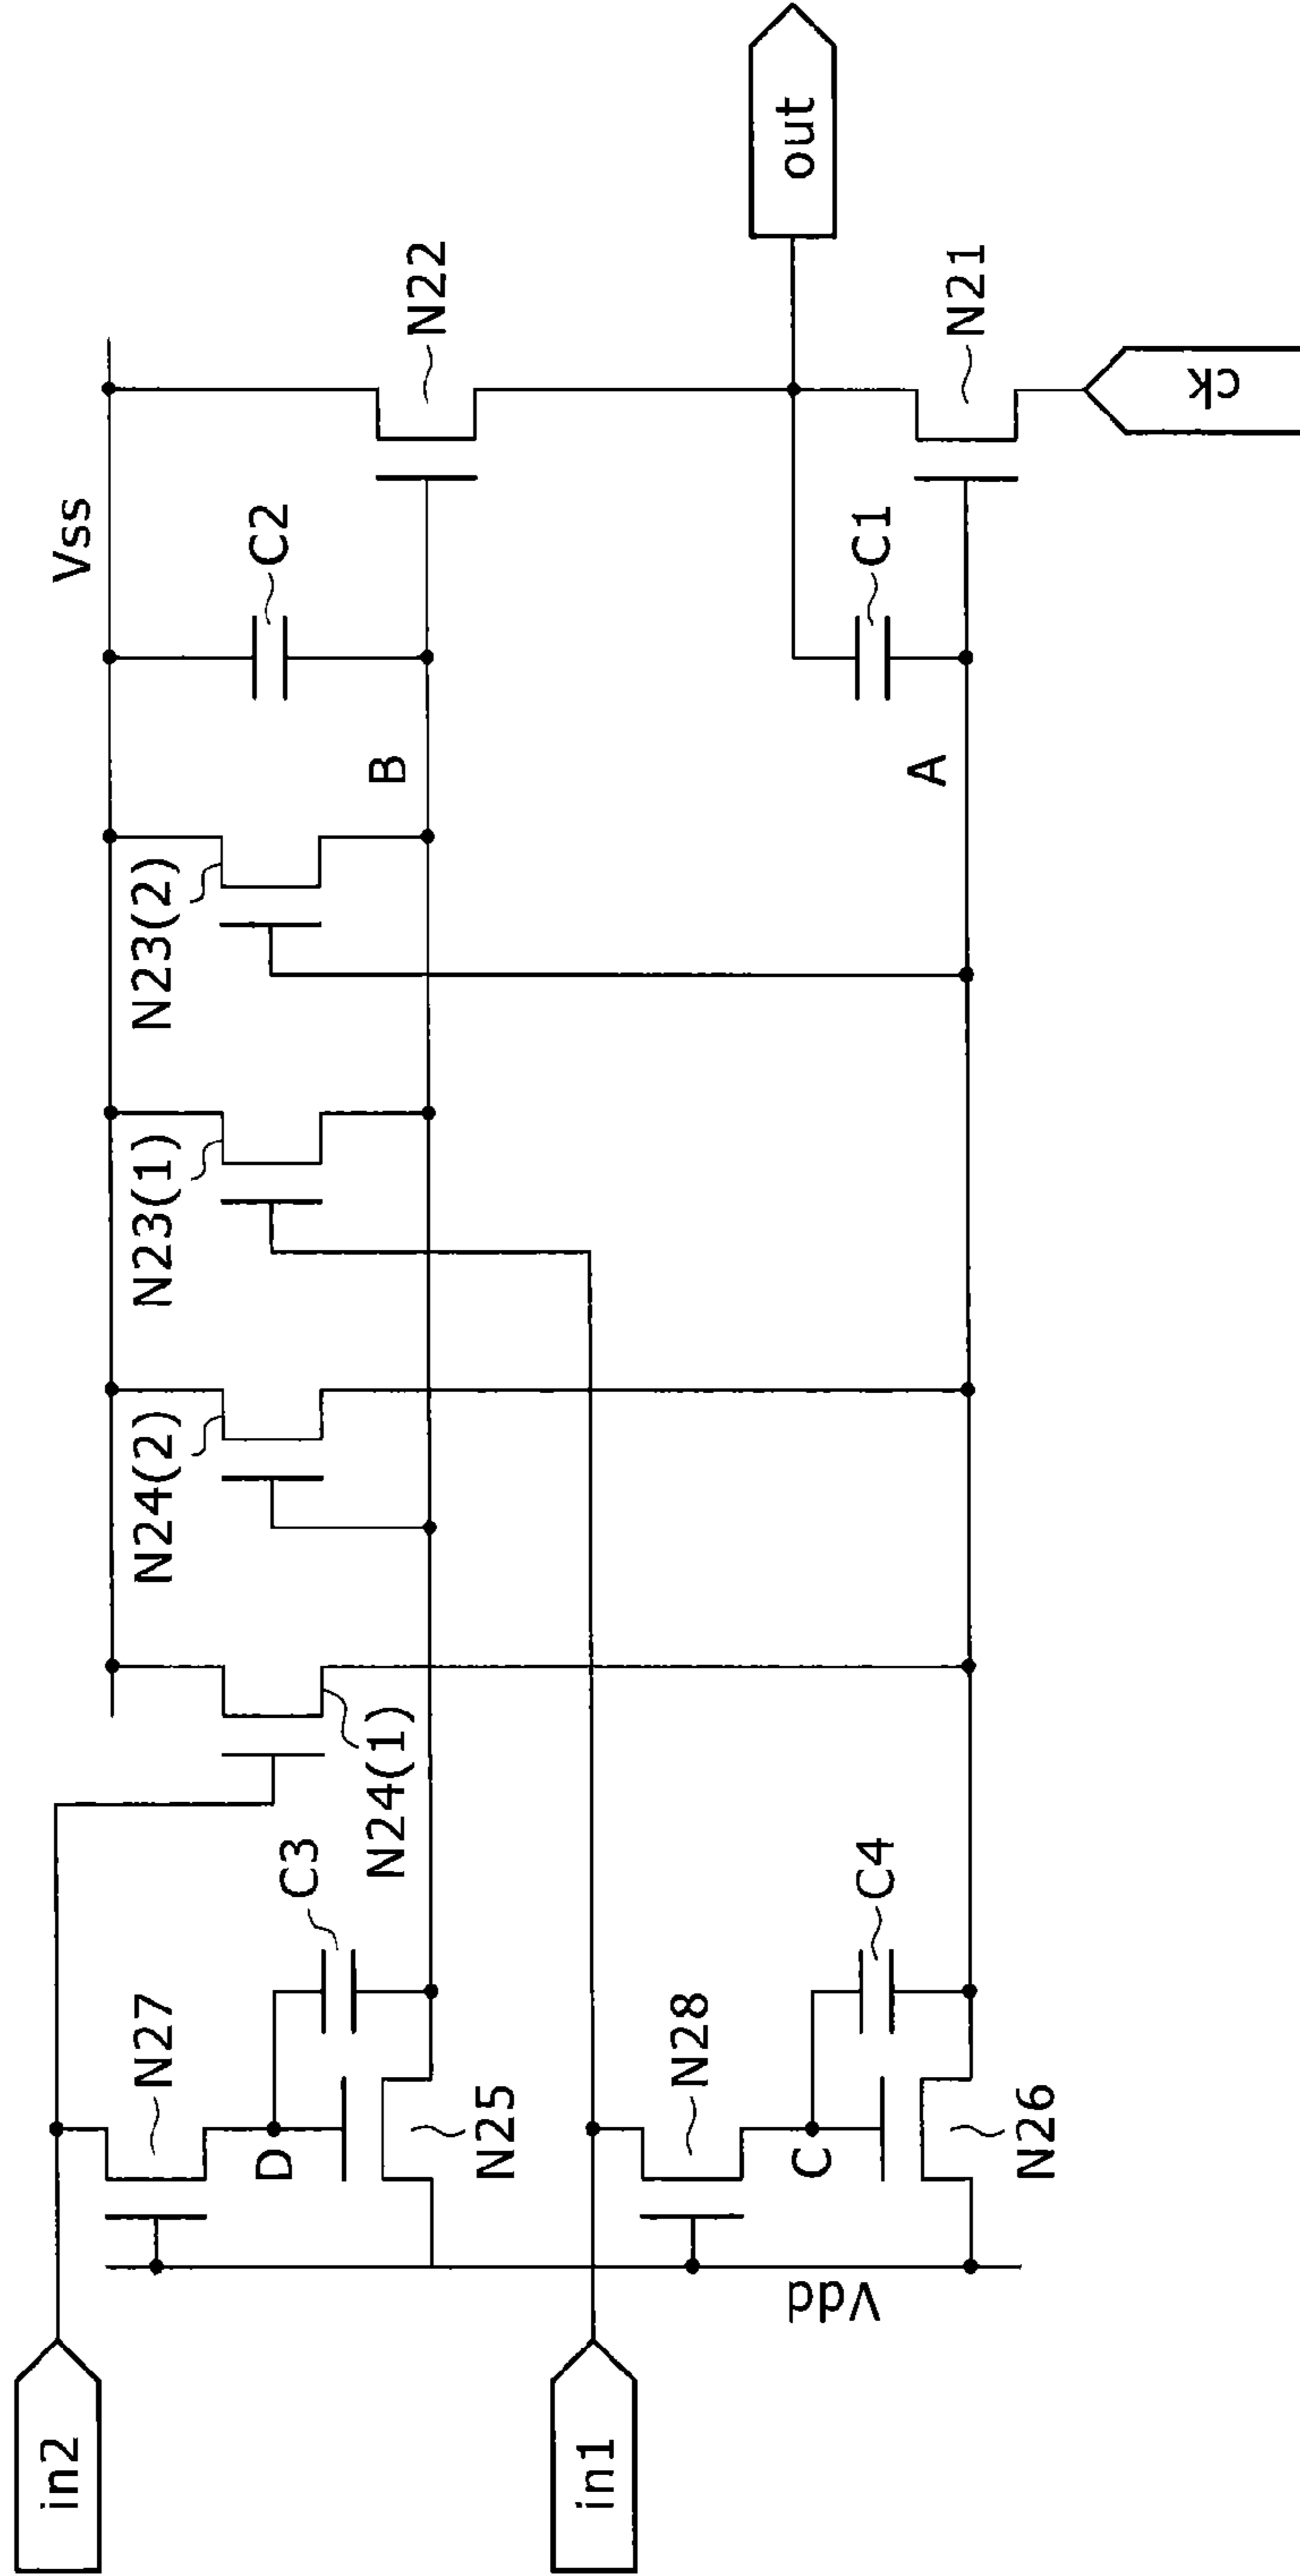 in2
in1
Vdd
N27
D
C3
N25
N28
C
C4
N26
N24(1)
N24(2)
N23(1)
N23(2)
B
A
Vss
C2
C1
N22
N21
out
ck